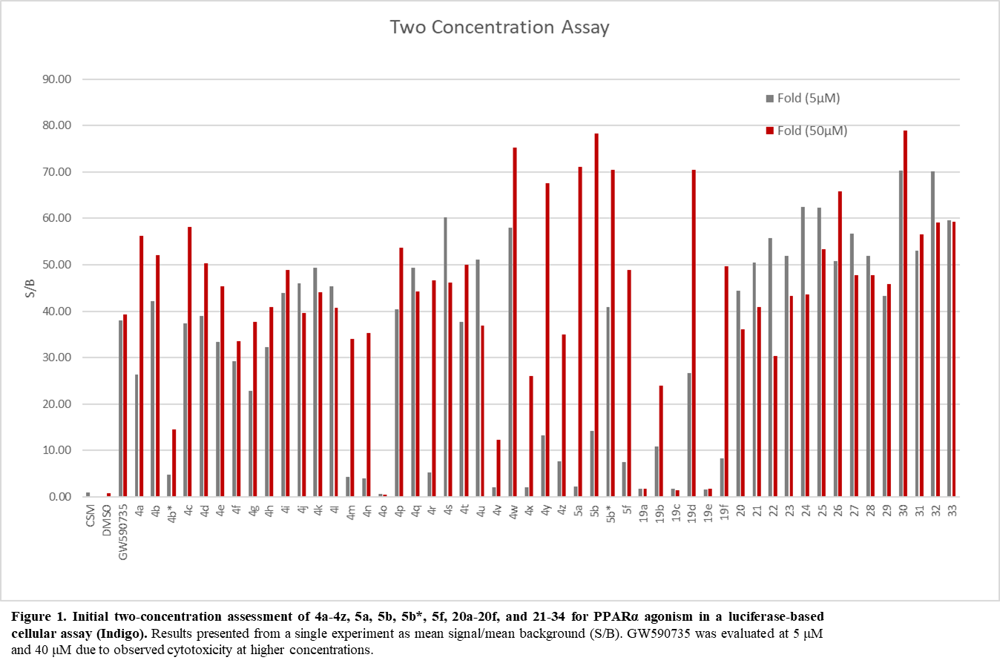 Two Concentration Assay
90.00
80.00
70.00
60.00
50.00
40.00
30.00
20.00
10.00
0.00
S/B
Fold (5µM)
Fold (50µM)
CSM
DMSO
GW590735
4a
4b
4b*
4c
4d
4e
4f
4g
4h
4i
4j
4k
4l
4m
4n
4o
4p
4q
4r
4s
4t
4u
4v
4w
4x
4y
4z
5a
5b
5b*
5f
19a
19b
19c
19d
19e
19f
20
21
22
23
24
25
26
27
28
29
30
31
32
33
Figure 1. Initial two-concentration assessment of 4a-4z, 5a, 5b, 5b*, 5f, 20a-20f, and 21-34 for PPARα agonism in a luciferase-based
cellular assay (Indigo). Results presented from a single experiment as mean signal/mean background (S/B). GW590735 was evaluated at 5 µM
and 40 µM due to observed cytotoxicity at higher concentrations.